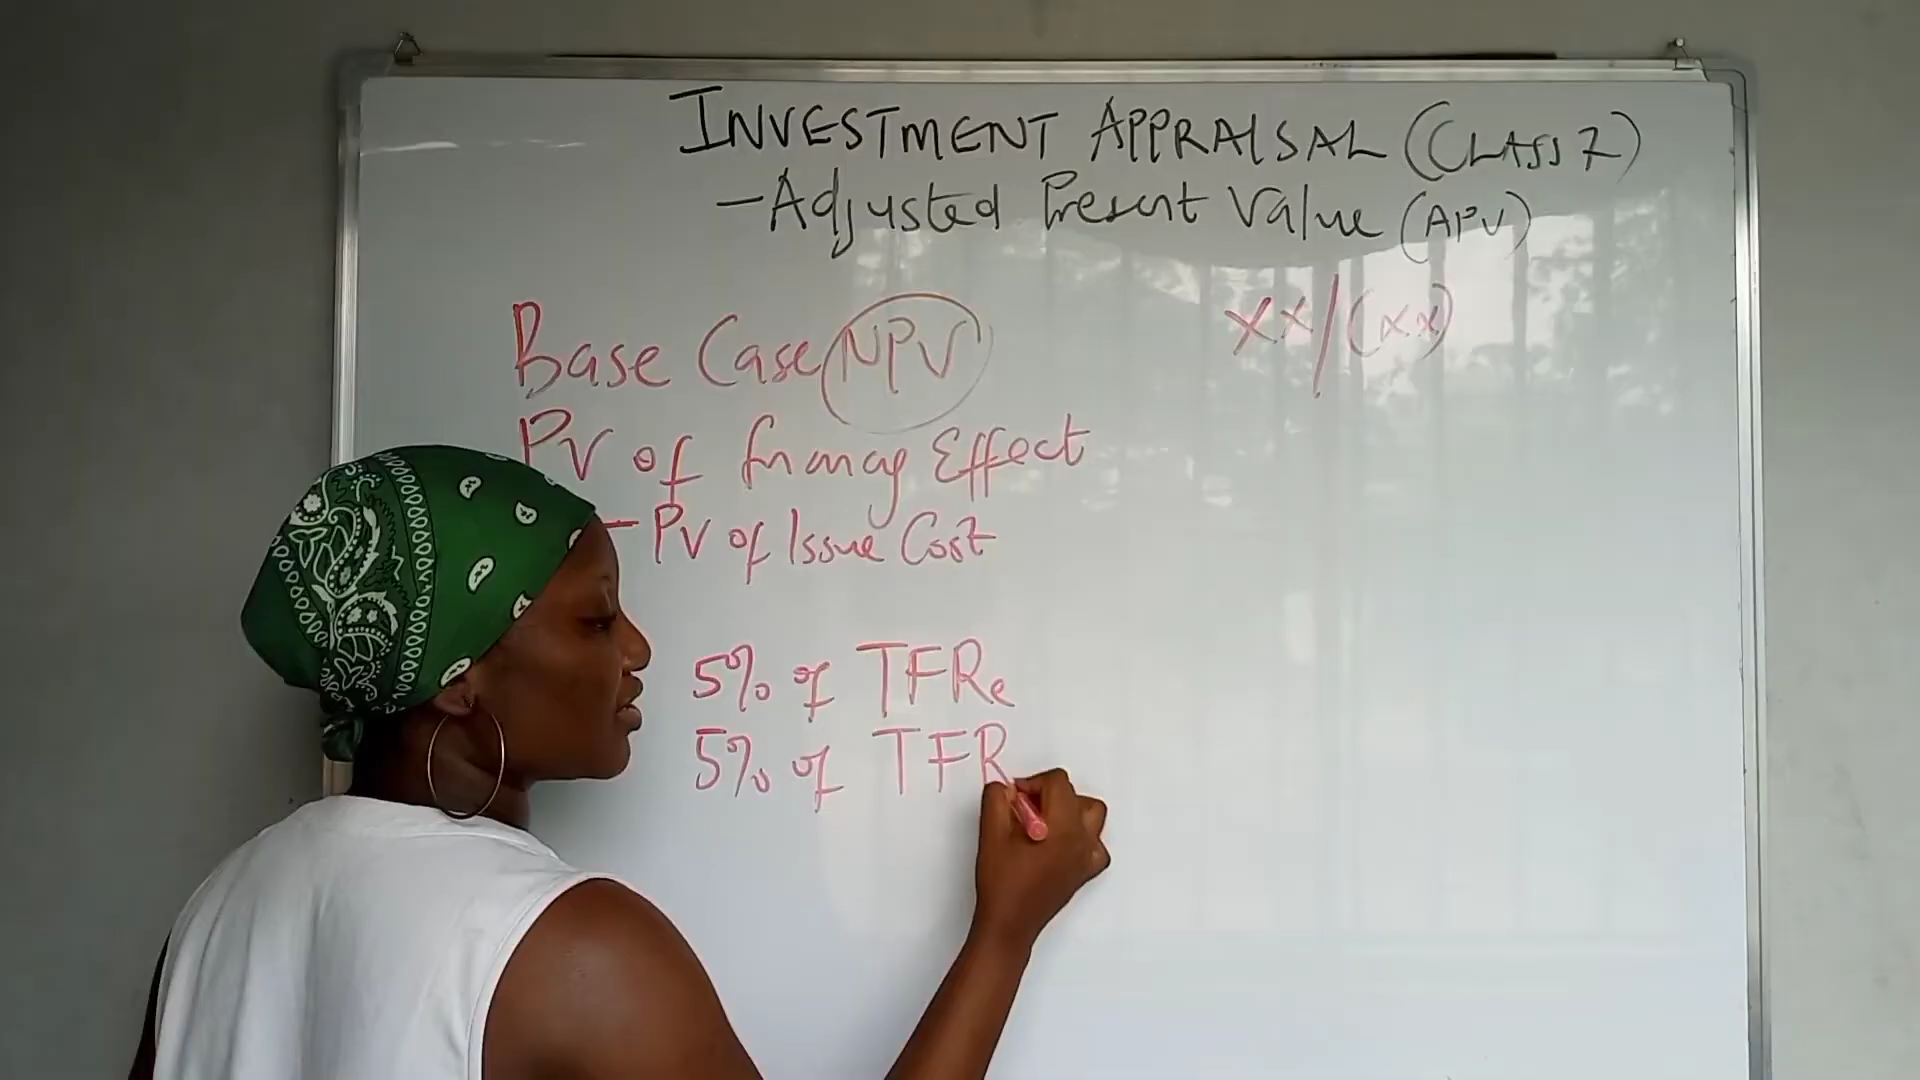 INVESTMENT APPRAISAL (CLASS 7)
-Adjusted Present Value (APV)
Base Case NPV xx/(xx)
PV of Effect
-PV of Issue Cost
5% of TFRe
5% of TFR